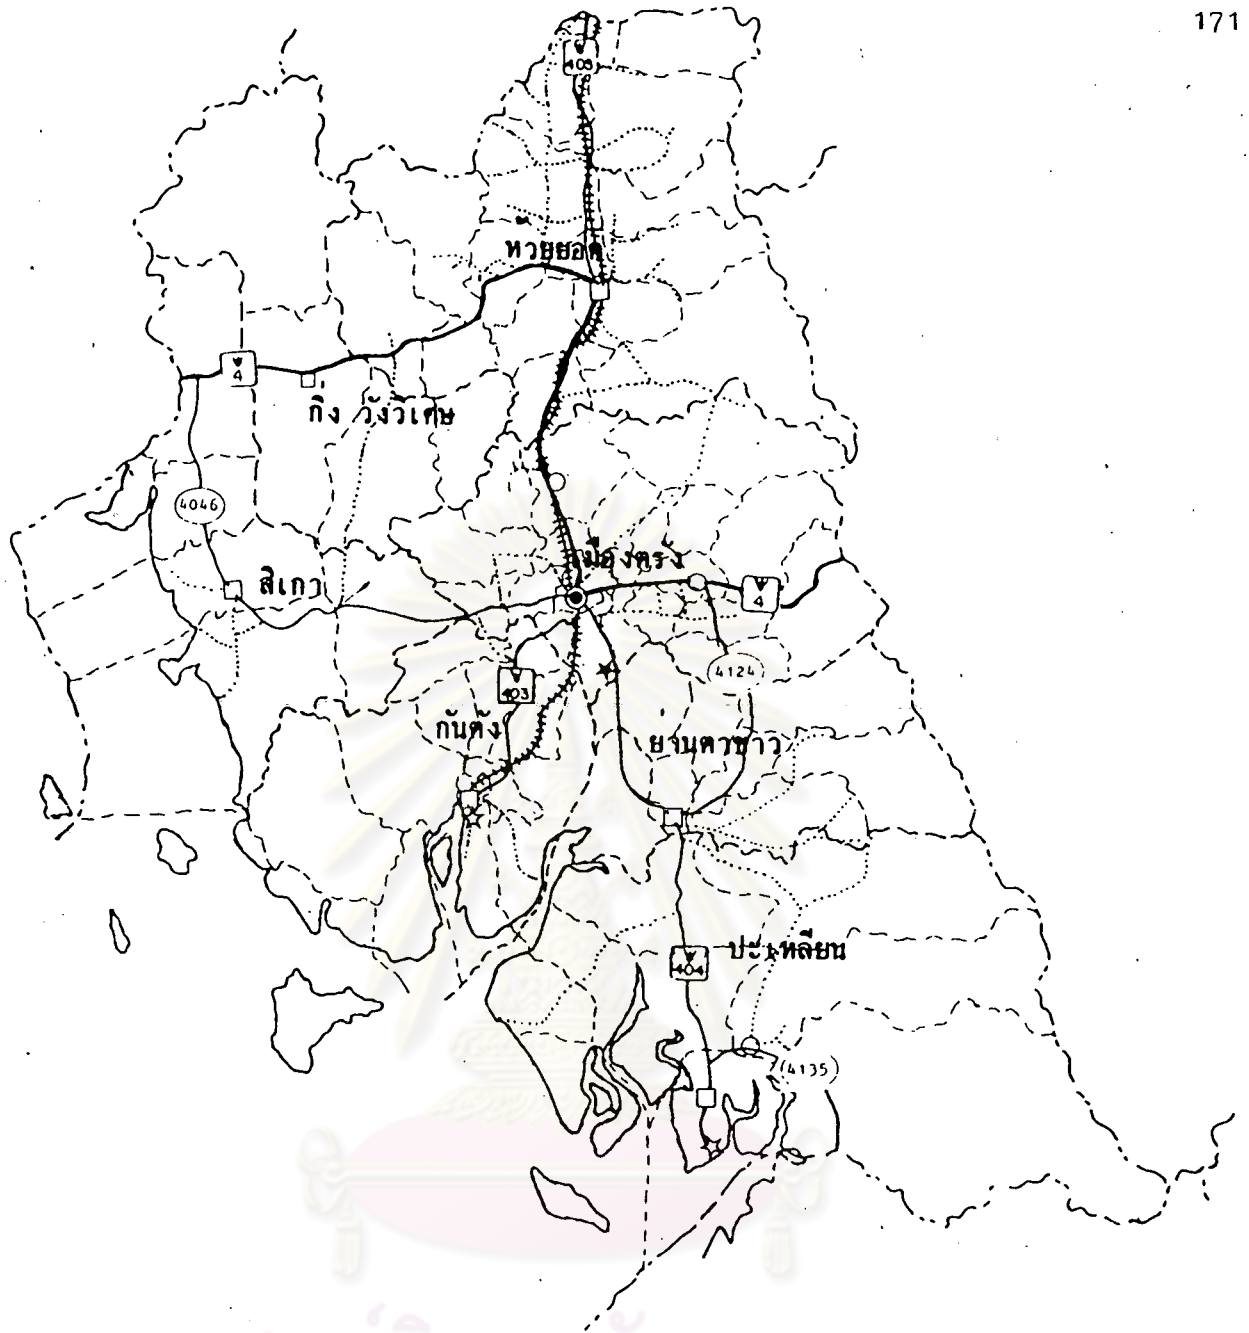 171
403
ห้วยยอด
4
กิ่ง วังวิเศษ
4046
เมืองตรัง
สิเกา
4
4124
403
กันตัง
ย่านตาขาว
ปะเหลียน
404
4135